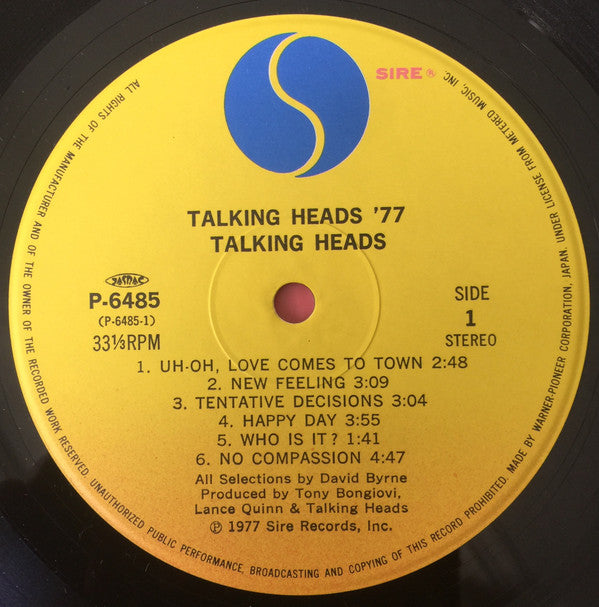 SIRE®
TALKING HEADS '77
TALKING HEADS
JASRAC
P-6485
(P-6485-1)
33⅓RPM
SIDE
1
STEREO
1. UH-OH, LOVE COMES TO TOWN 2:48
2. NEW FEELING 3:09
3. TENTATIVE DECISIONS 3:04
4. HAPPY DAY 3:55
5. WHO IS IT? 1:41
6. NO COMPASSION 4:47
All Selections by David Byrne
Produced by Tony Bongiovi,
Lance Quinn & Talking Heads
℗ 1977 Sire Records, Inc.
ALL RIGHTS OF THE MANUFACTURER AND OF THE OWNER OF THE RECORDED WORK RESERVED. UNAUTHORIZED PUBLIC PERFORMANCE, BROADCASTING AND COPYING OF THIS RECORD PROHIBITED. MADE BY WARNER-PIONEER CORPORATION, JAPAN. UNDER LICENSE FROM METERED MUSIC, INC.